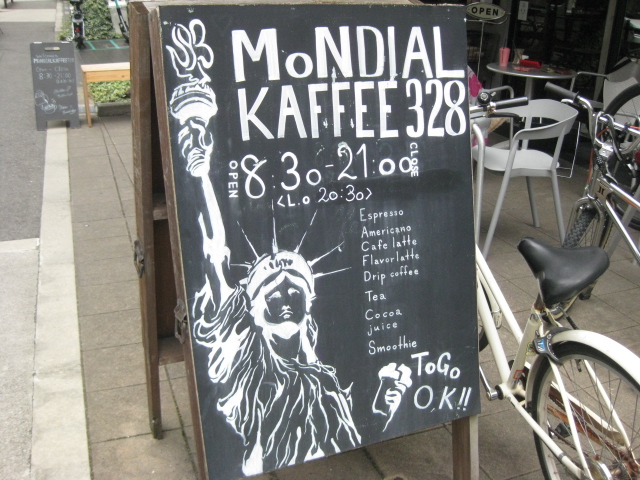 MoNDIAL
KAFFEE 328
OPEN 8:30-21:00 CLOSE
<L.O 20:30>
Espresso
Americano
Cafe latte
Flavorlatte
Drip coffee
Tea
Cocoa
juice
Smoothie
ToGo
O.K!!
OPEN